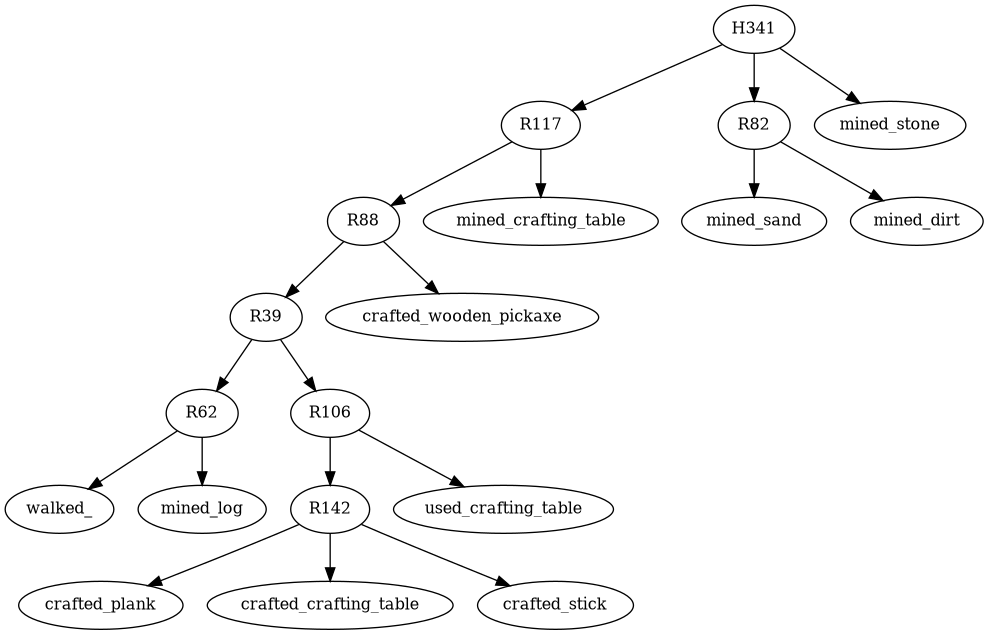 H341
R117
R82
mined_stone
R88
mined_crafting_table
mined_sand
mined_dirt
R39
crafted_wooden_pickaxe
R62
R106
walked_
mined_log
R142
used_crafting_table
crafted_plank
crafted_crafting_table
crafted_stick